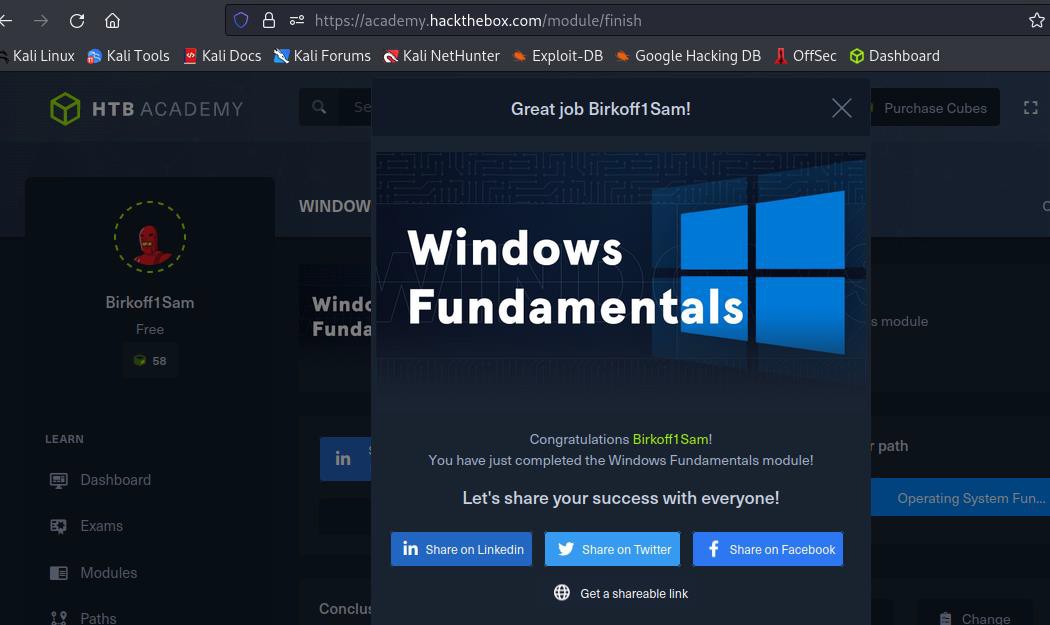 https://academy.hackthebox.com/module/finish
Kali Linux Kali Tools Kali Docs Kali Forums Kali NetHunter Exploit-DB Google Hacking DB OffSec Dashboard
HTB ACADEMY
Se
Great job Birkoff1Sam!
Purchase Cubes
WINDOW
Windows
Fundamentals
Windo
Funda
s module
Birkoff1Sam
Free
58
LEARN
Dashboard
Exams
Modules
Paths
Congratulations Birkoff1Sam!
You have just completed the Windows Fundamentals module!
r path
in
Operating System Fun...
Let's share your success with everyone!
in Share on Linkedin
Share on Twitter
f Share on Facebook
Get a shareable link
Conclus
Change